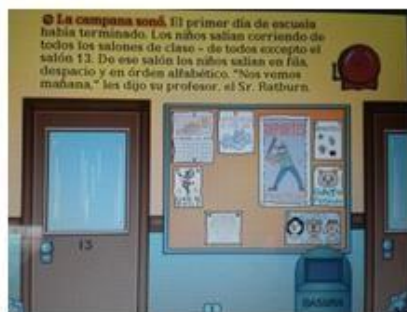 La campana sonó. El primer día de escuela
había terminado. Los niños salían corriendo de
todos los salones de clase - de todos excepto el
salón 13. De ese salón los niños salían en fila,
despacio y en órden alfabético. "Nos vemos
mañana," les dijo su profesor, el Sr. Ratburn.
13
BASURA